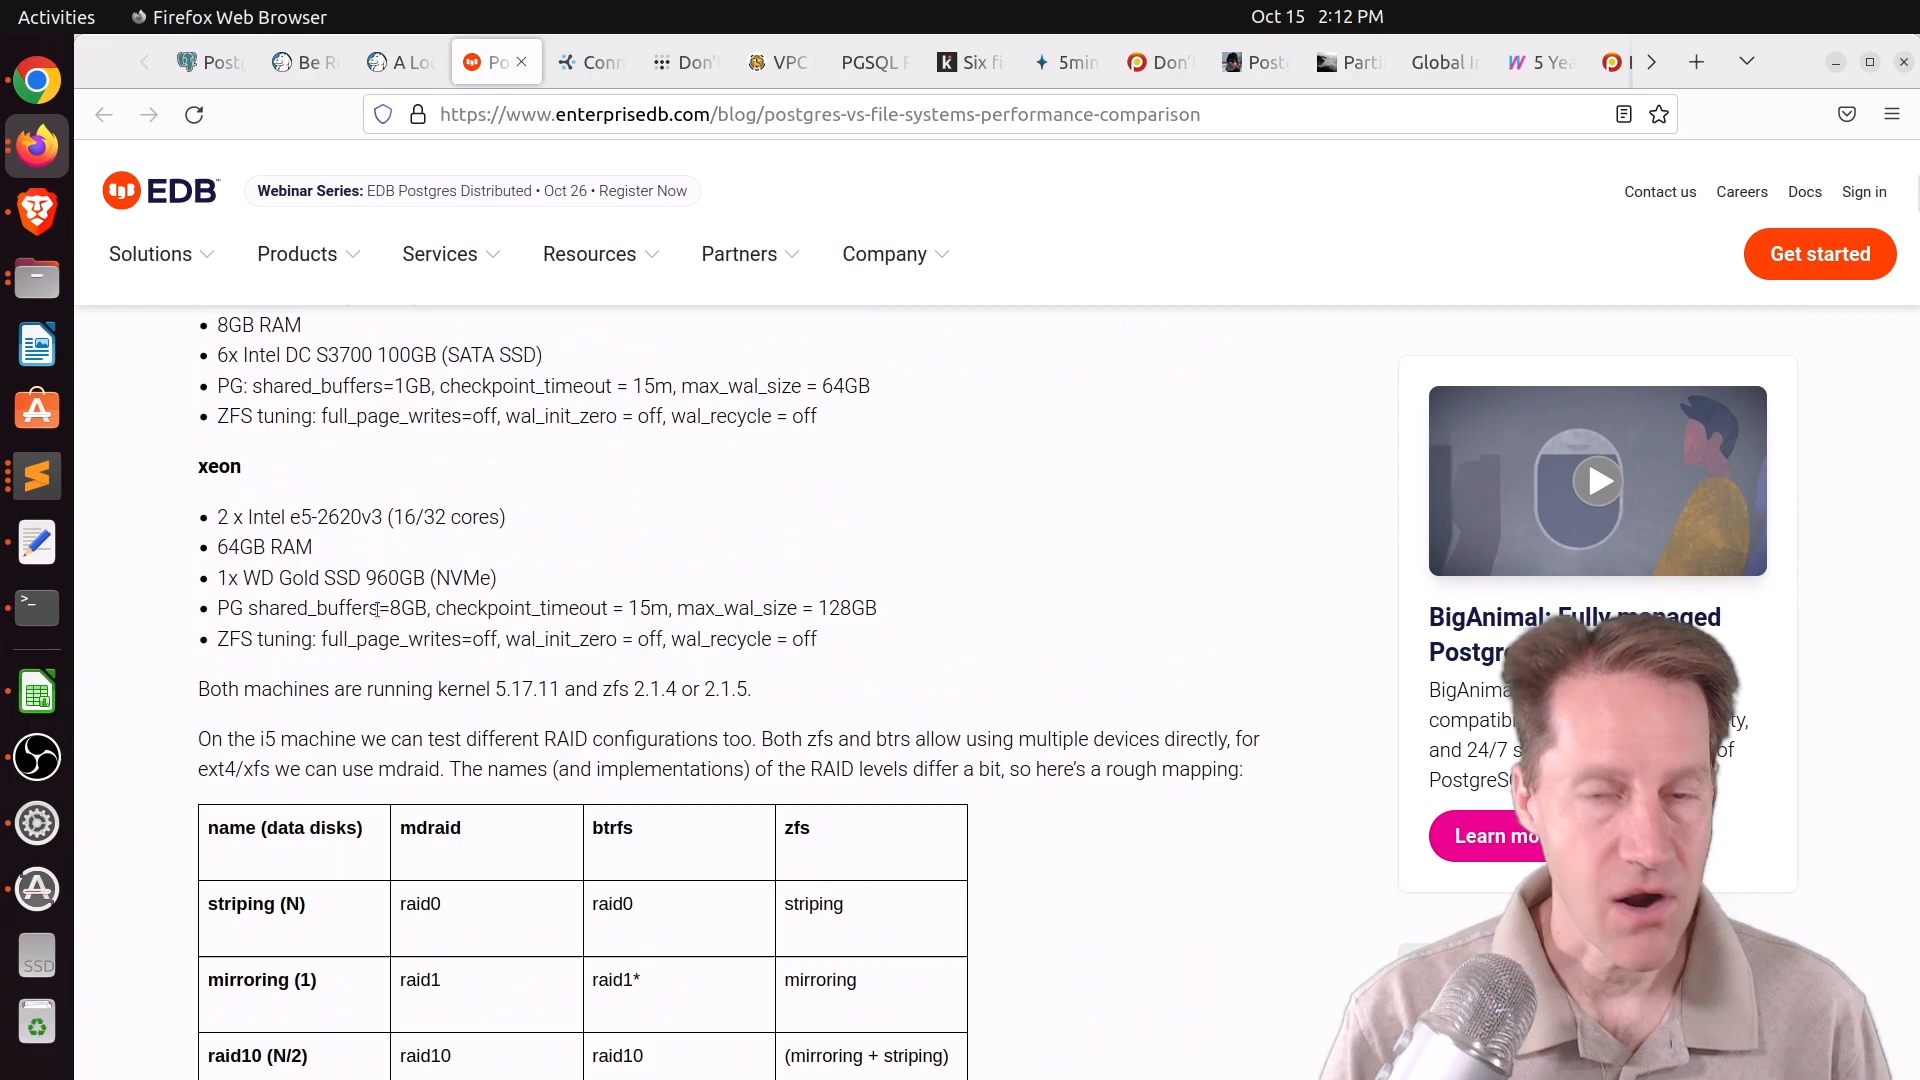 Activities
Firefox Web Browser
Oct 15 2:12 PM
Postg
Be R
A Lo
Po
Conn
Don'
VPC
PGSQL P
Six fi
5min
Don't
Postg
Parti
Global I
5 Yea
https://www.enterprisedb.com/blog/postgres-vs-file-systems-performance-comparison
EDB
Webinar Series: EDB Postgres Distributed • Oct 26 • Register Now
Contact us
Careers
Docs
Sign in
Solutions
Products
Services
Resources
Partners
Company
Get started
• 8GB RAM
• 6x Intel DC S3700 100GB (SATA SSD)
• PG: shared_buffers=1GB, checkpoint_timeout = 15m, max_wal_size = 64GB
• ZFS tuning: full_page_writes=off, wal_init_zero = off, wal_recycle = off
xeon
• 2 x Intel e5-2620v3 (16/32 cores)
• 64GB RAM
• 1x WD Gold SSD 960GB (NVMe)
• PG shared_buffers=8GB, checkpoint_timeout = 15m, max_wal_size = 128GB
• ZFS tuning: full_page_writes=off, wal_init_zero = off, wal_recycle = off
Both machines are running kernel 5.17.11 and zfs 2.1.4 or 2.1.5.
On the i5 machine we can test different RAID configurations too. Both zfs and btrs allow using multiple devices directly, for
ext4/xfs we can use mdraid. The names (and implementations) of the RAID levels differ a bit, so here's a rough mapping:
name (data disks) mdraid btrfs zfs
striping (N) raid0 raid0 striping
mirroring (1) raid1 raid1* mirroring
raid10 (N/2) raid10 raid10 (mirroring + striping)
BigAnimal: Fully managed
Postgr
BigAnima
compatibi ty,
and 24/7 s of
PostgreS
Learn mo
SSD